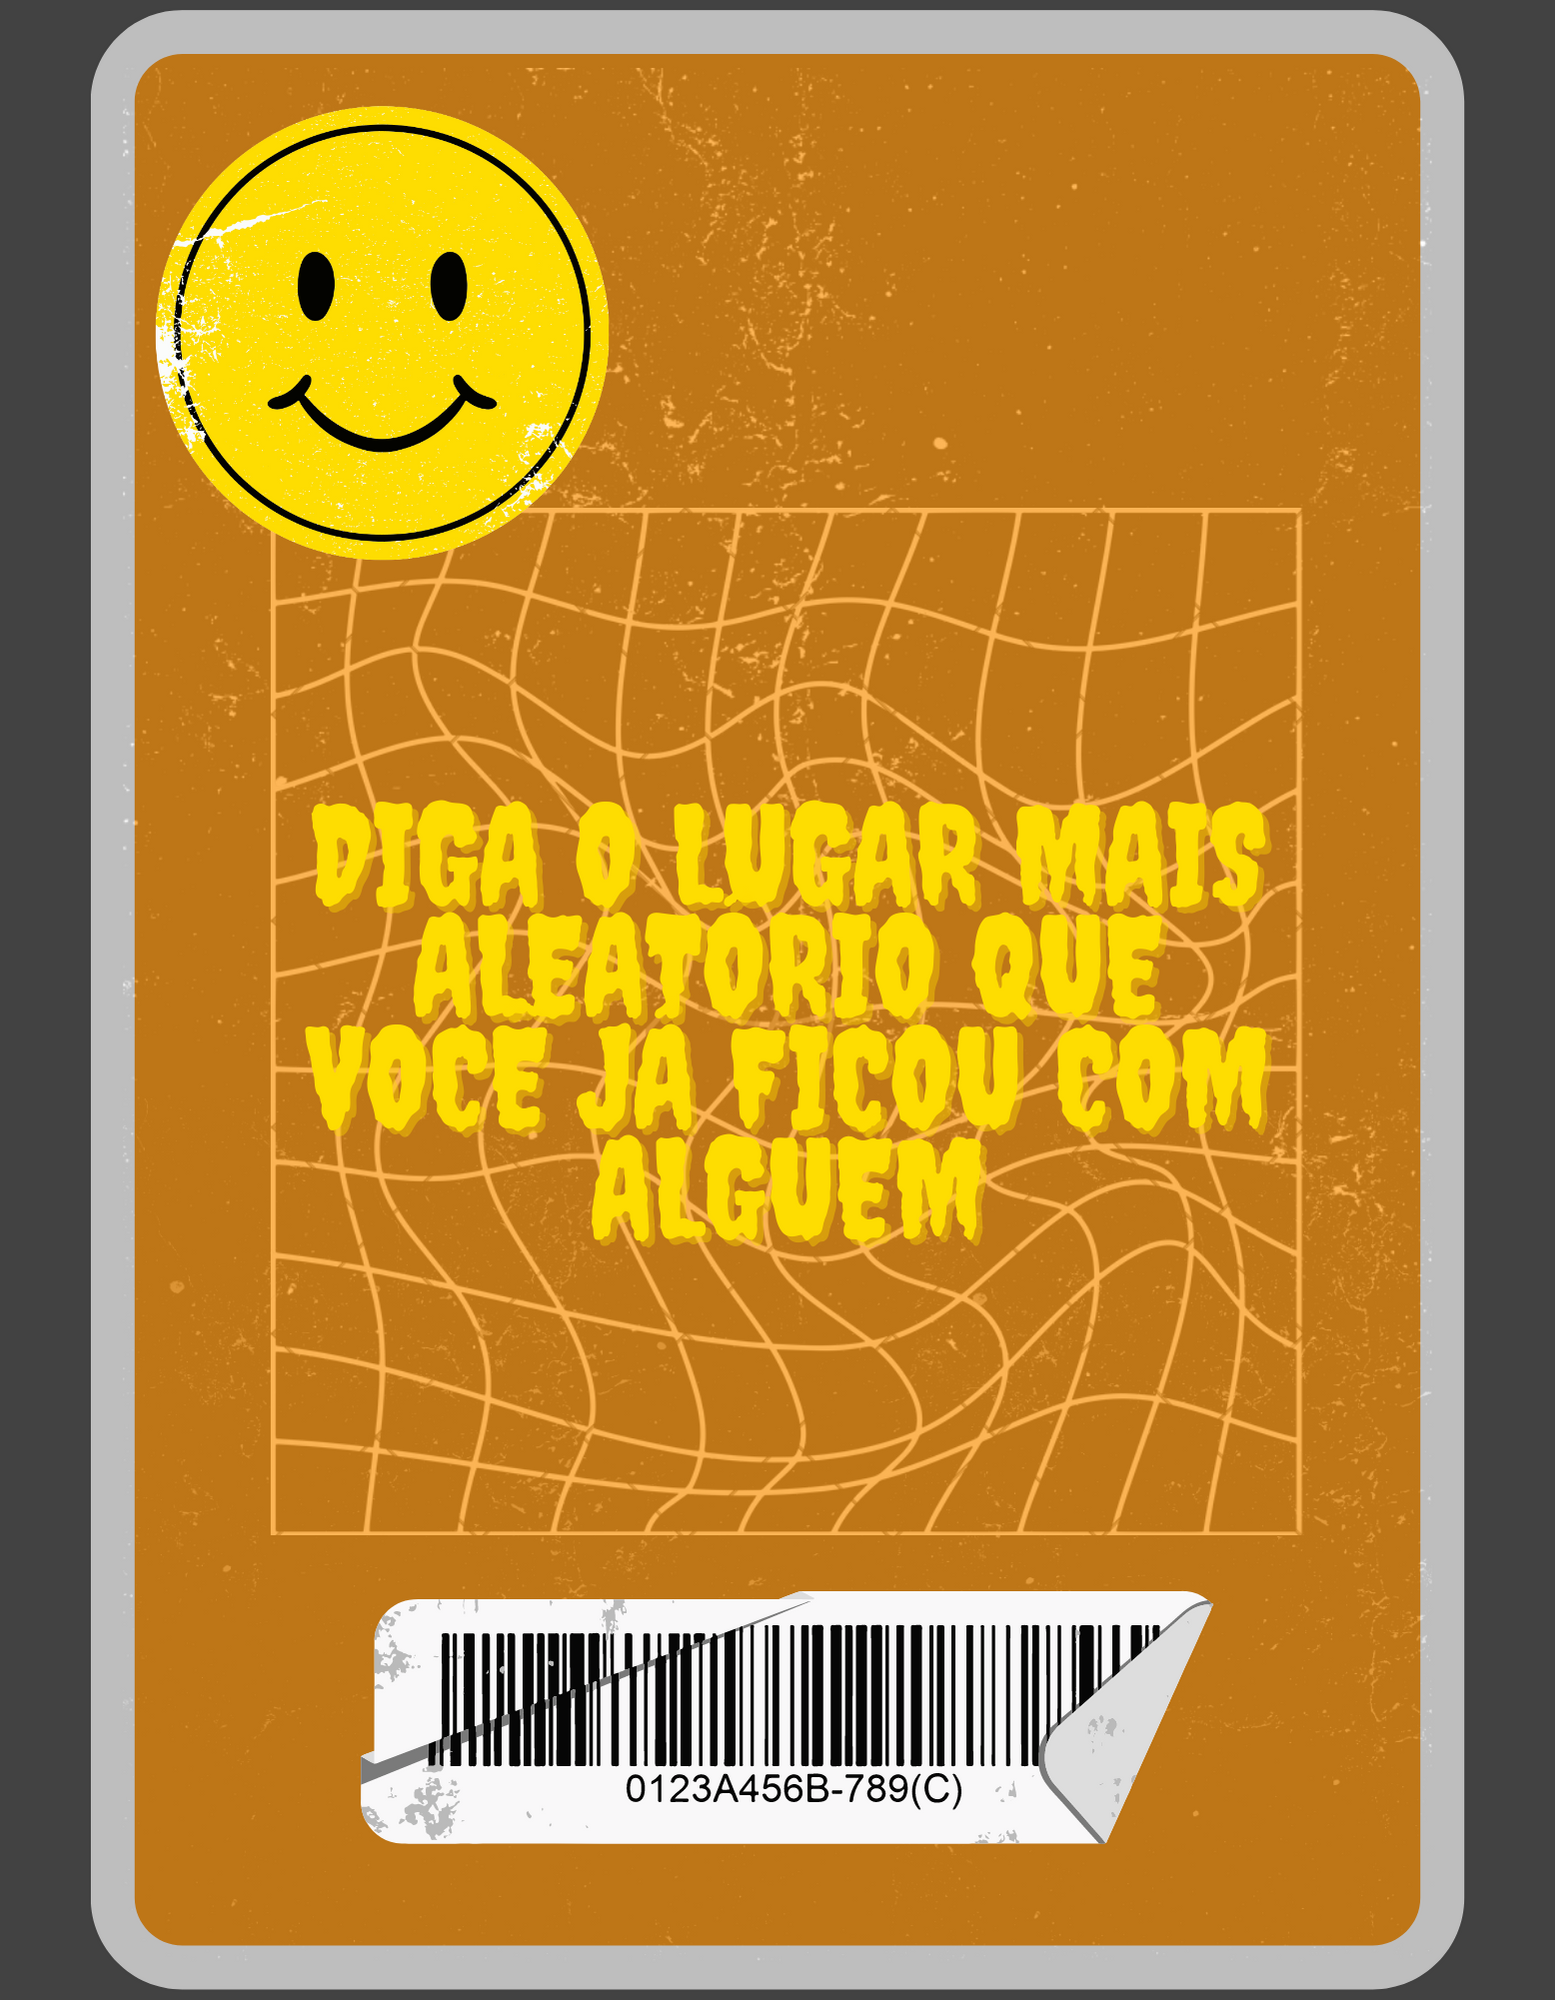 DIGA O LUGAR MAIS
ALEATORIO QUE
VOCE JA FICOU COM
ALGUEM
0123A456B-789(C)